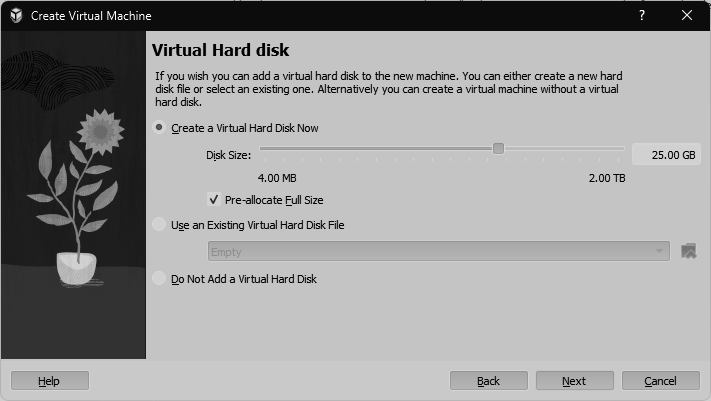 Create Virtual Machine
?
Virtual Hard disk
If you wish you can add a virtual hard disk to the new machine. You can either create a new hard
disk file or select an existing one. Alternatively you can create a virtual machine without a virtual
hard disk.
Create a Virtual Hard Disk Now
Disk Size:
25.00 GB
4.00 MB
2.00 TB
Pre-allocate Full Size
Use an Existing Virtual Hard Disk File
Empty
Do Not Add a Virtual Hard Disk
Help
Back
Next
Cancel